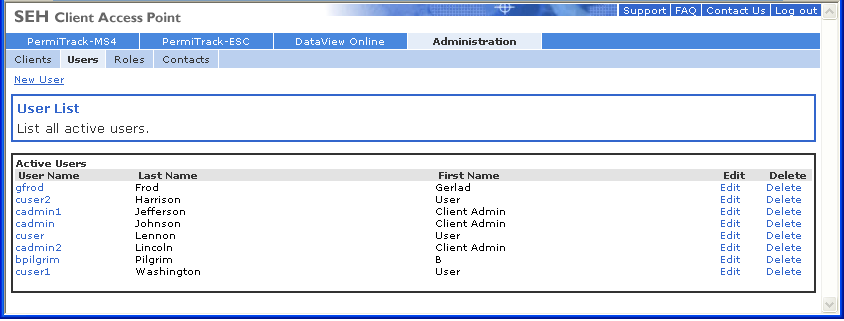 SEH Client Access Point
Support FAQ Contact Us Log out
PermiTrack-MS4 PermiTrack-ESC DataView Online Administration
Clients Users Roles Contacts
New User
User List
List all active users.
Active Users
User Name Last Name First Name Edit Delete
gfrod Frod Gerlad Edit Delete
cuser2 Harrison User Edit Delete
cadmin1 Jefferson Client Admin Edit Delete
cadmin Johnson Client Admin Edit Delete
cuser Lennon User Edit Delete
cadmin2 Lincoln Client Admin Edit Delete
bpilgrim Pilgrim B Edit Delete
cuser1 Washington User Edit Delete